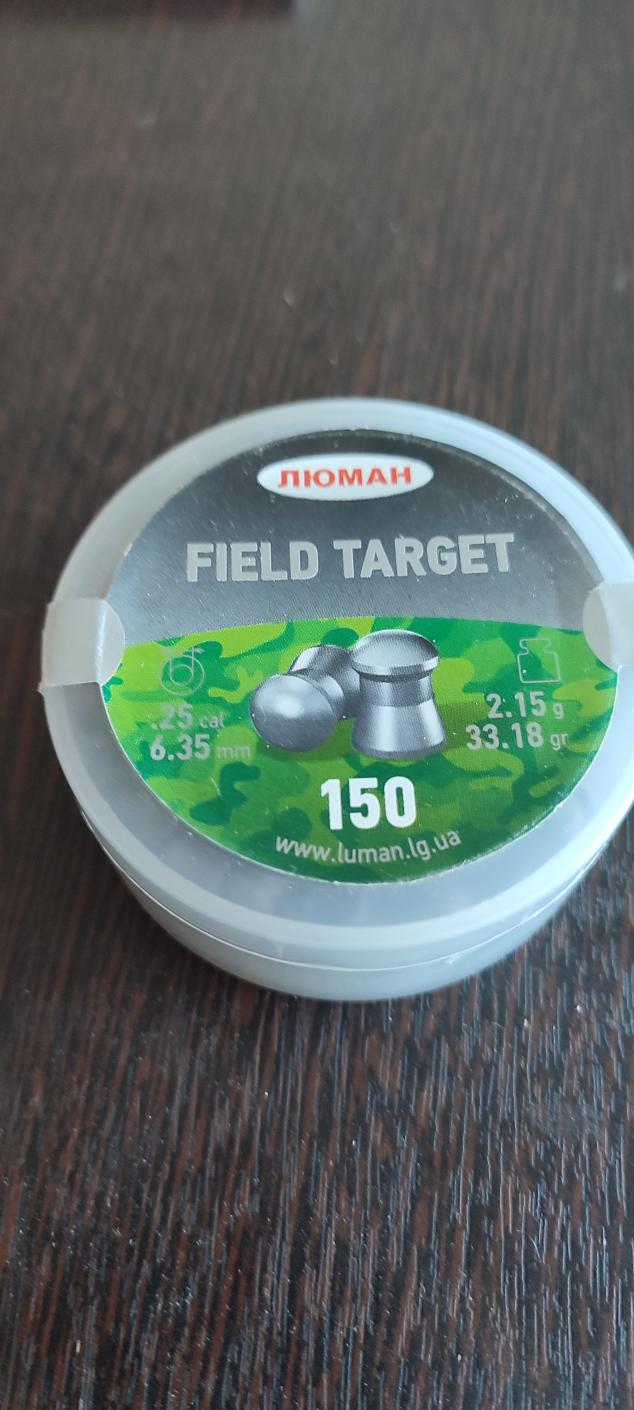 ЛЮМАН
FIELD TARGET
.25 cal
6.35 mm
2.15 g
33.18 gr
150
www.luman.lg.ua